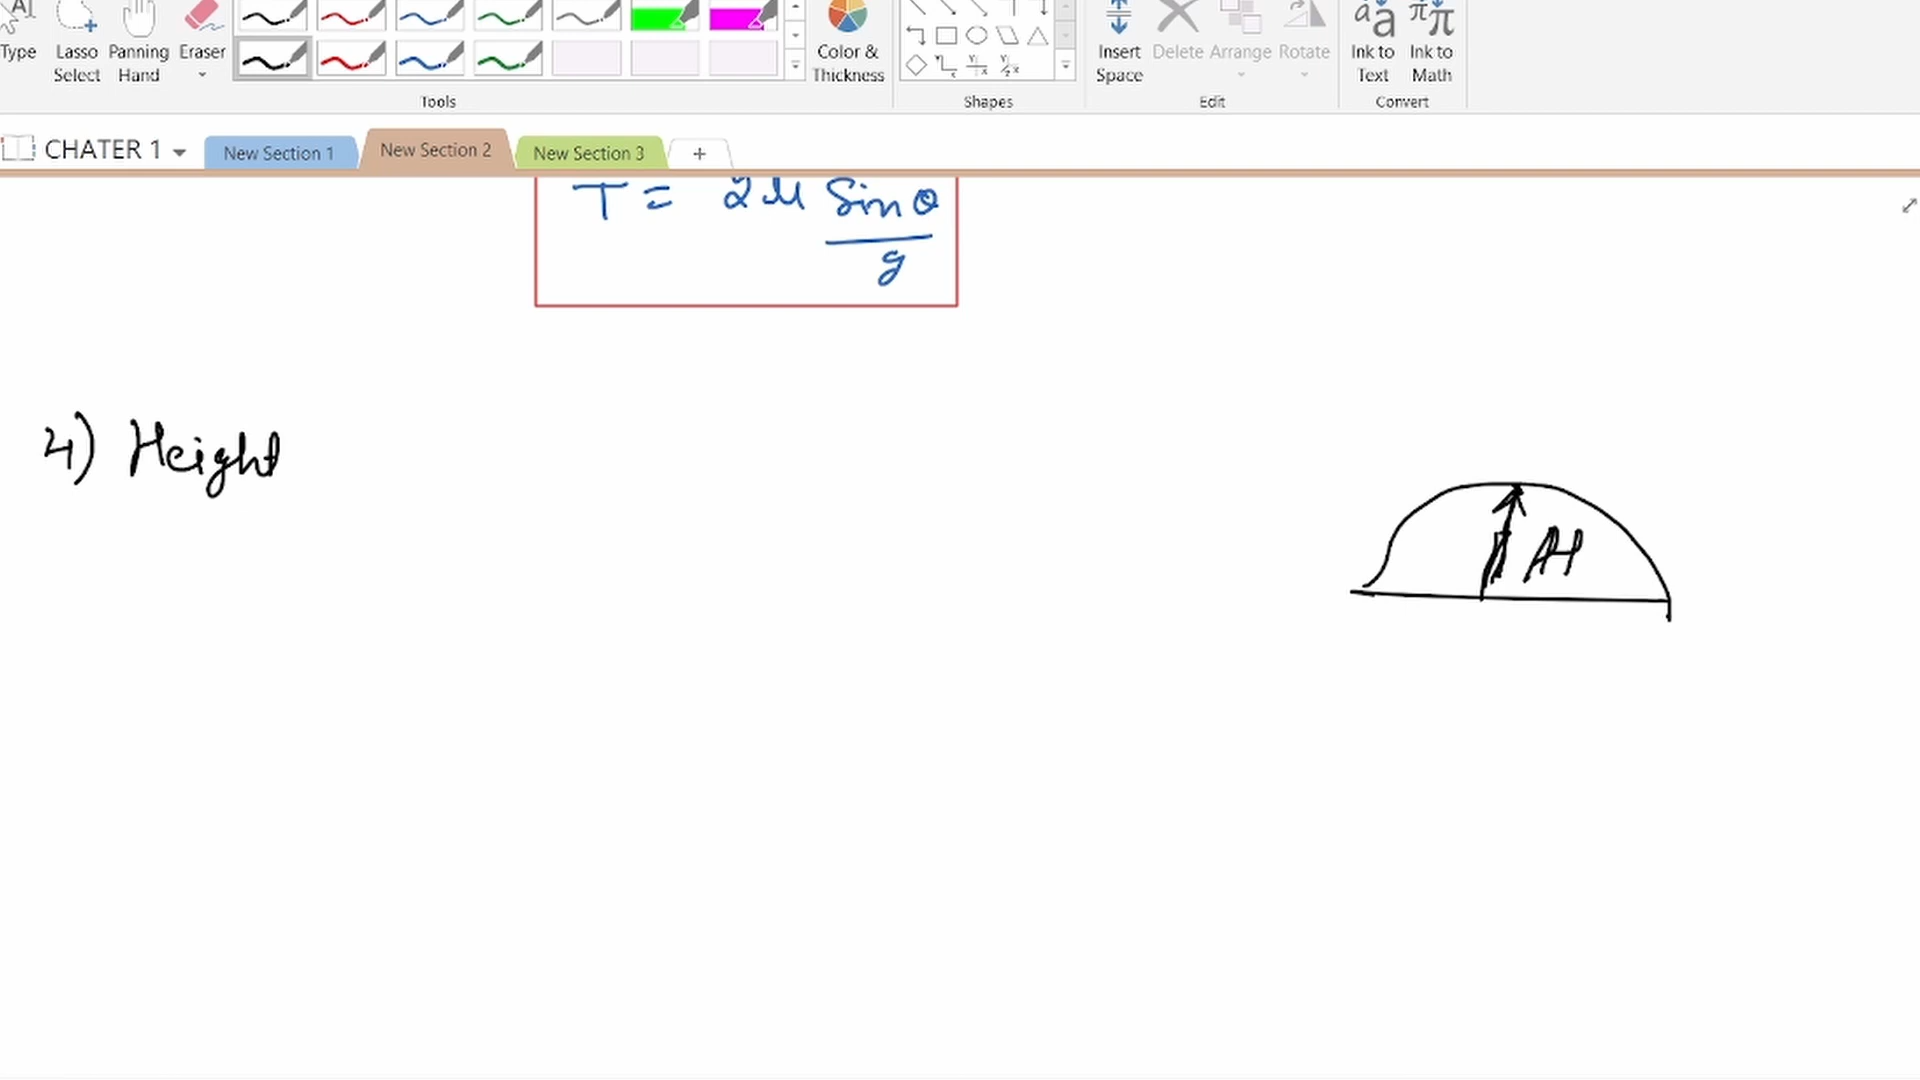 Type
Lasso Select
Panning Hand
Eraser
Color & Thickness
Insert Space
Delete
Arrange
Rotate
Ink to Text
Ink to Math
Tools
Shapes
Edit
Convert
CHATER 1
New Section 1
New Section 2
New Section 3
+
T = 2u Sinθ
g
4) Height
H